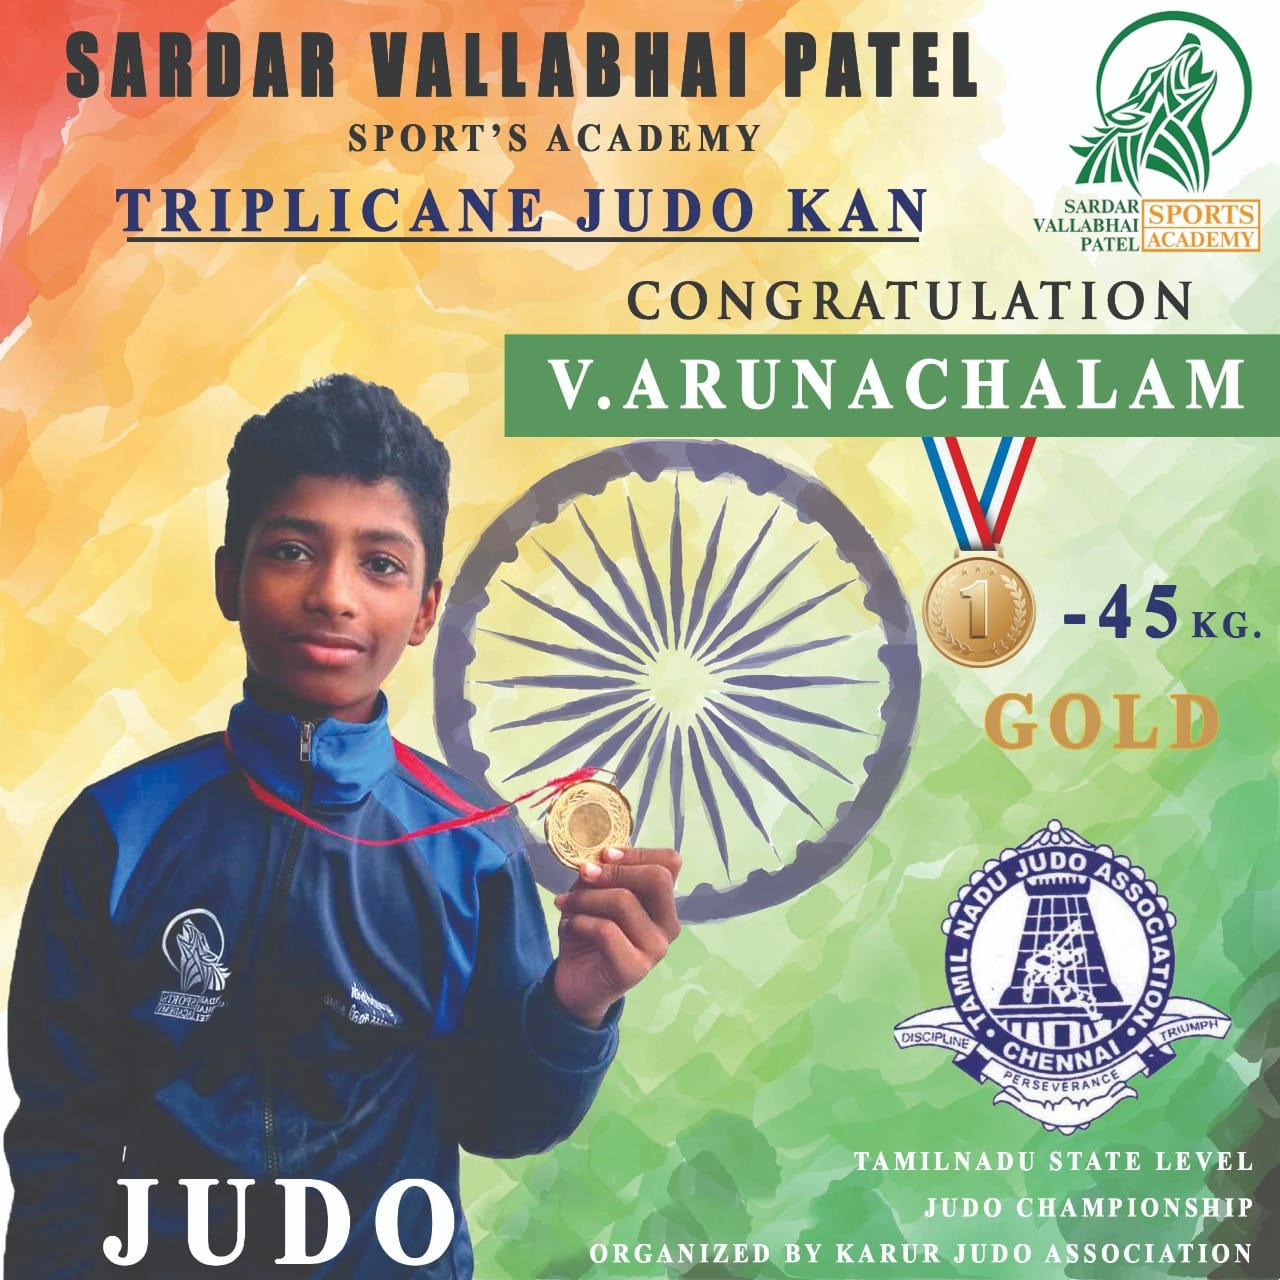 SARDAR VALLABHAI PATEL
SPORT'S ACADEMY
TRIPLICANE JUDO KAN
SARDAR
VALLABHAI
PATEL
SPORTS
ACADEMY
CONGRATULATION
V.ARUNACHALAM
1
-45 KG.
GOLD
TAMIL NADU JUDO ASSOCIATION
CHENNAI
DISCIPLINE
PERSEVERANCE
TRIUMPH
JUDO
TAMILNADU STATE LEVEL
JUDO CHAMPIONSHIP
ORGANIZED BY KARUR JUDO ASSOCIATION